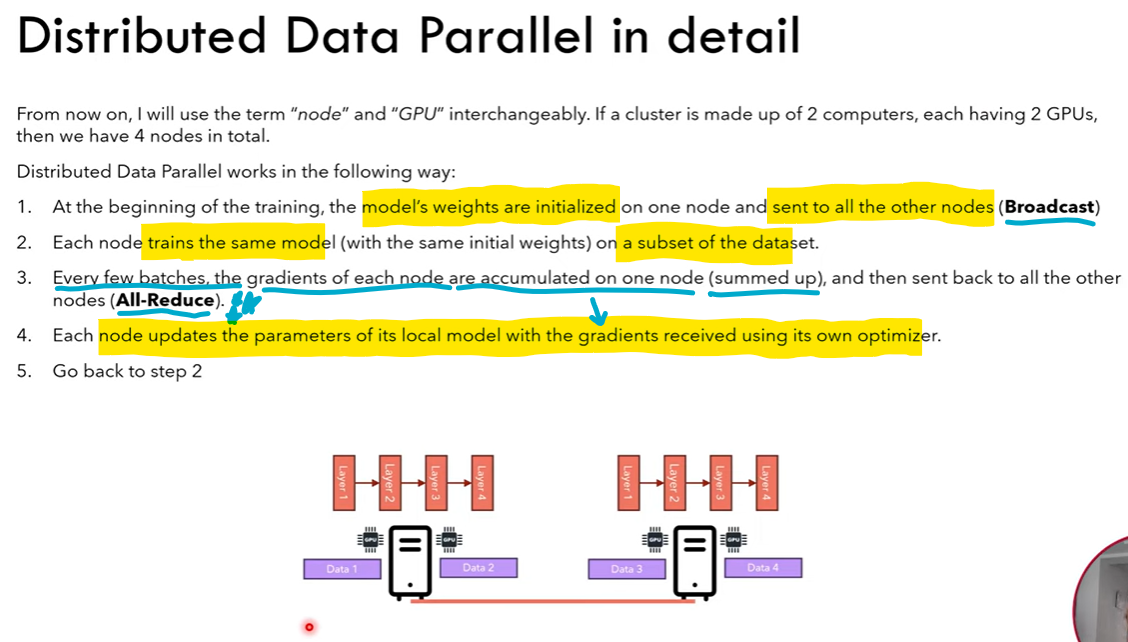 Distributed Data Parallel in detail
From now on, I will use the term “node” and “GPU” interchangeably. If a cluster is made up of 2 computers, each having 2 GPUs,
then we have 4 nodes in total.
Distributed Data Parallel works in the following way:
1. At the beginning of the training, the model’s weights are initialized on one node and sent to all the other nodes (Broadcast)
2. Each node trains the same model (with the same initial weights) on a subset of the dataset.
3. Every few batches, the gradients of each node are accumulated on one node (summed up), and then sent back to all the other
nodes (All-Reduce).
4. Each node updates the parameters of its local model with the gradients received using its own optimizer.
5. Go back to step 2
Layer 1 Layer 2 Layer 3 Layer 4 Layer 1 Layer 2 Layer 3 Layer 4
GPU GPU GPU GPU
Data 1 Data 2 Data 3 Data 4